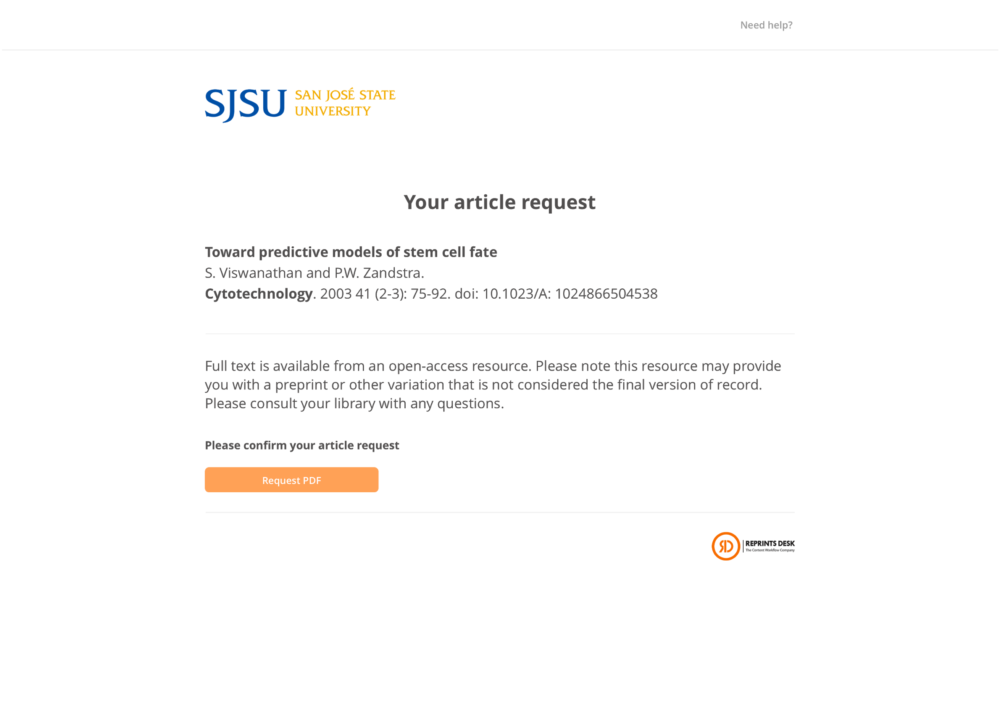 Need help?
SJSU SAN JOSÉ STATE
UNIVERSITY
Your article request
Toward predictive models of stem cell fate
S. Viswanathan and P.W. Zandstra.
Cytotechnology. 2003 41 (2-3): 75-92. doi: 10.1023/A: 1024866504538
Full text is available from an open-access resource. Please note this resource may provide
you with a preprint or other variation that is not considered the final version of record.
Please consult your library with any questions.
Please confirm your article request
Request PDF
RD REPRINTS DESK
The Content Workflow Company